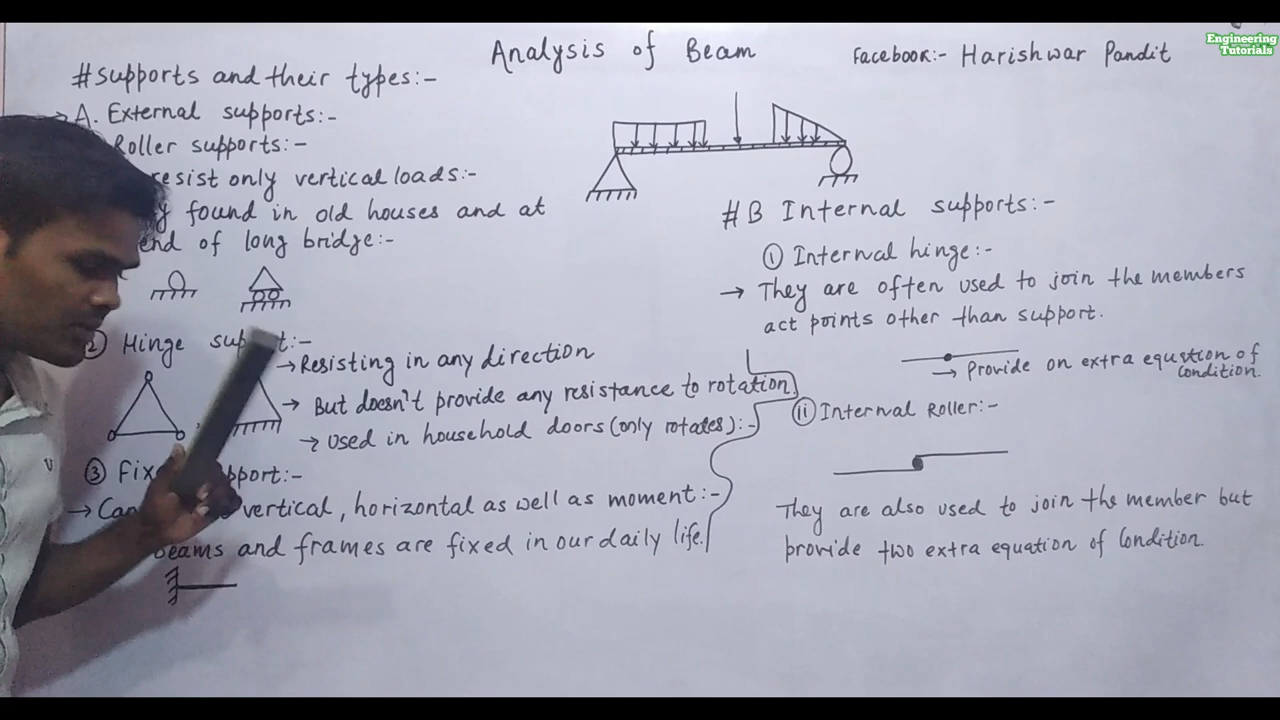 Analysis of Beam
Facebook:- Harishwar Pandit
Engineering
Tutorials
#supports and their types:-
→ A. External supports:-
Roller supports:-
resist only vertical loads:-
found in old houses and at
end of long bridge:-
② Hinge support:-
→ Resisting in any direction
→ But doesn't provide any resistance to rotation
→ Used in household doors (only rotates):-
③ Fixed support:-
→ Can vertical, horizontal as well as moment:-
beams and frames are fixed in our daily life.
#B Internal supports:-
① Internal hinge:-
→ They are often used to join the members
act points other than support.
→ Provide on extra equation of
condition.
ⅱ Internal Roller:-
They are also used to join the member but
provide two extra equation of Condition.